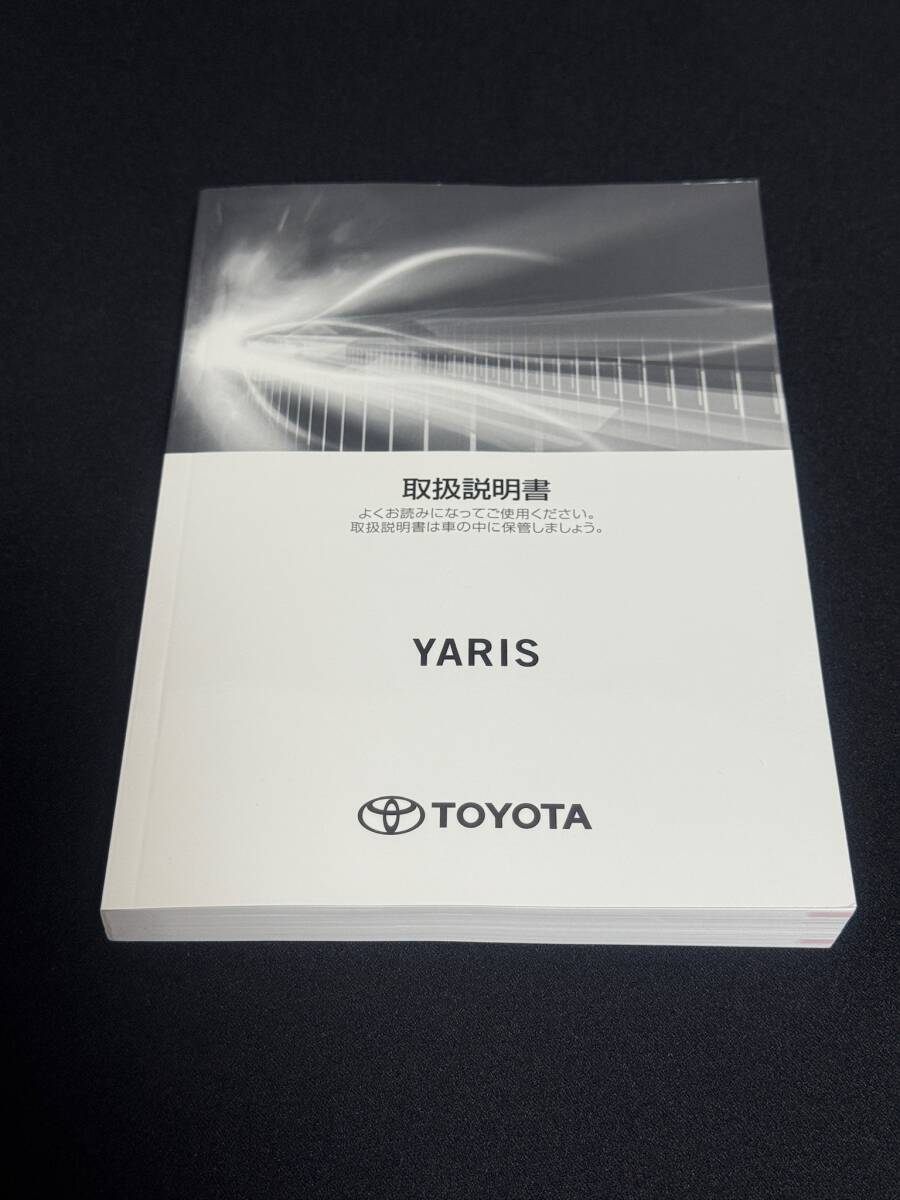 取扱説明書
よくお読みになってご使用ください。
取扱説明書は車の中に保管しましょう。
YARIS
TOYOTA